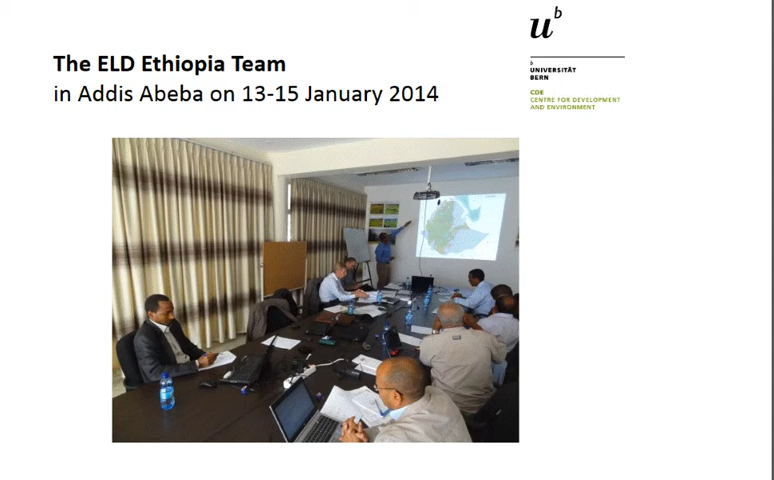 The ELD Ethiopia Team
in Addis Abeba on 13-15 January 2014
u
b
b
UNIVERSITÄT
BERN
CDE
CENTRE FOR DEVELOPMENT
AND ENVIRONMENT